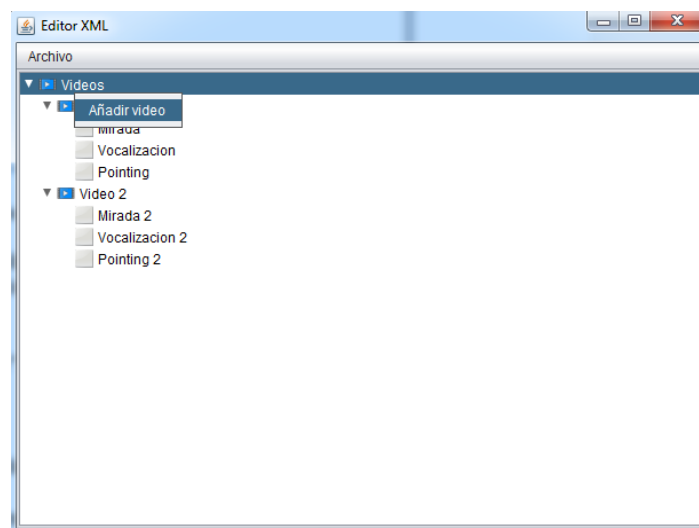 Editor XML
Archivo
Videos
Añadir video
Mirada
Vocalizacion
Pointing
Video 2
Mirada 2
Vocalizacion 2
Pointing 2